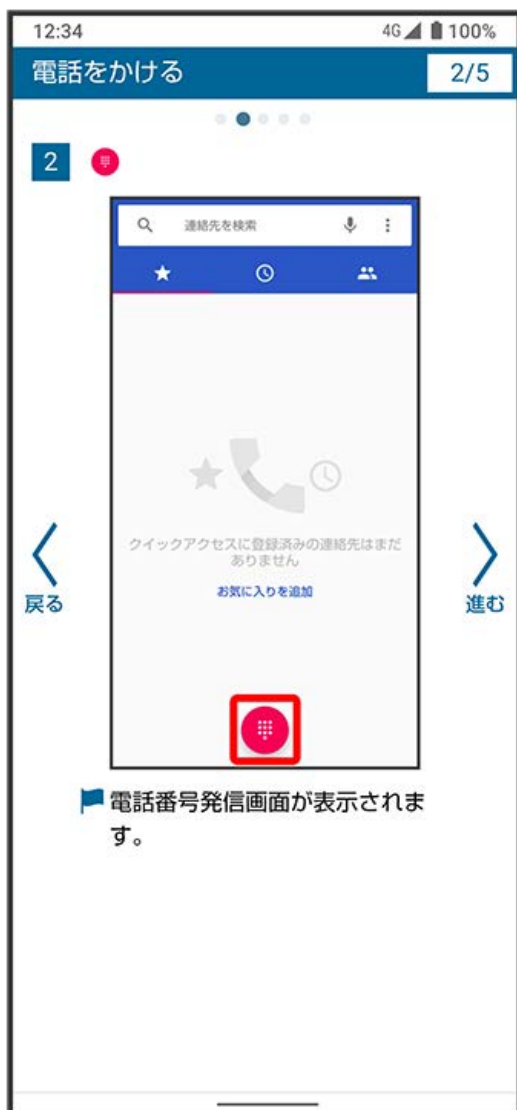 12:34 4G 100%
電話をかける 2/5
2
連絡先を検索
クイックアクセスに登録済みの連絡先はまだ
ありません
お気に入りを追加
戻る
進む
電話番号発信画面が表示されま
す。